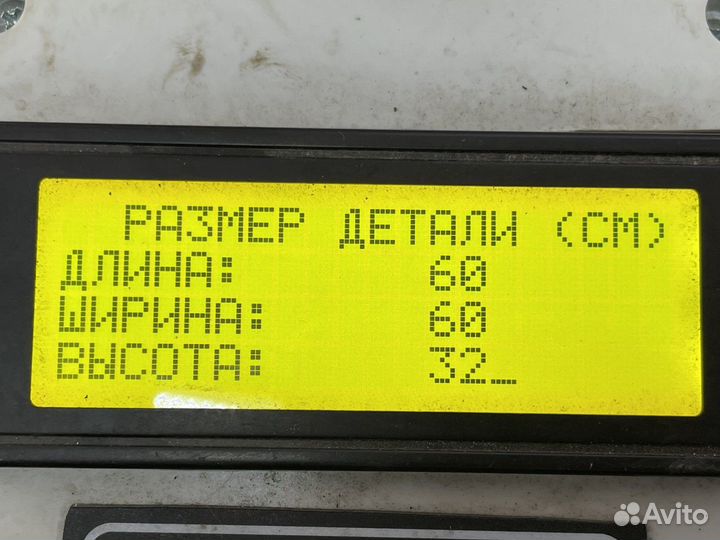 РАЗМЕР ДЕТАЛИ (СМ)
ДЛИНА: 60
ШИРИНА: 60
ВЫСОТА: 32_
Avito